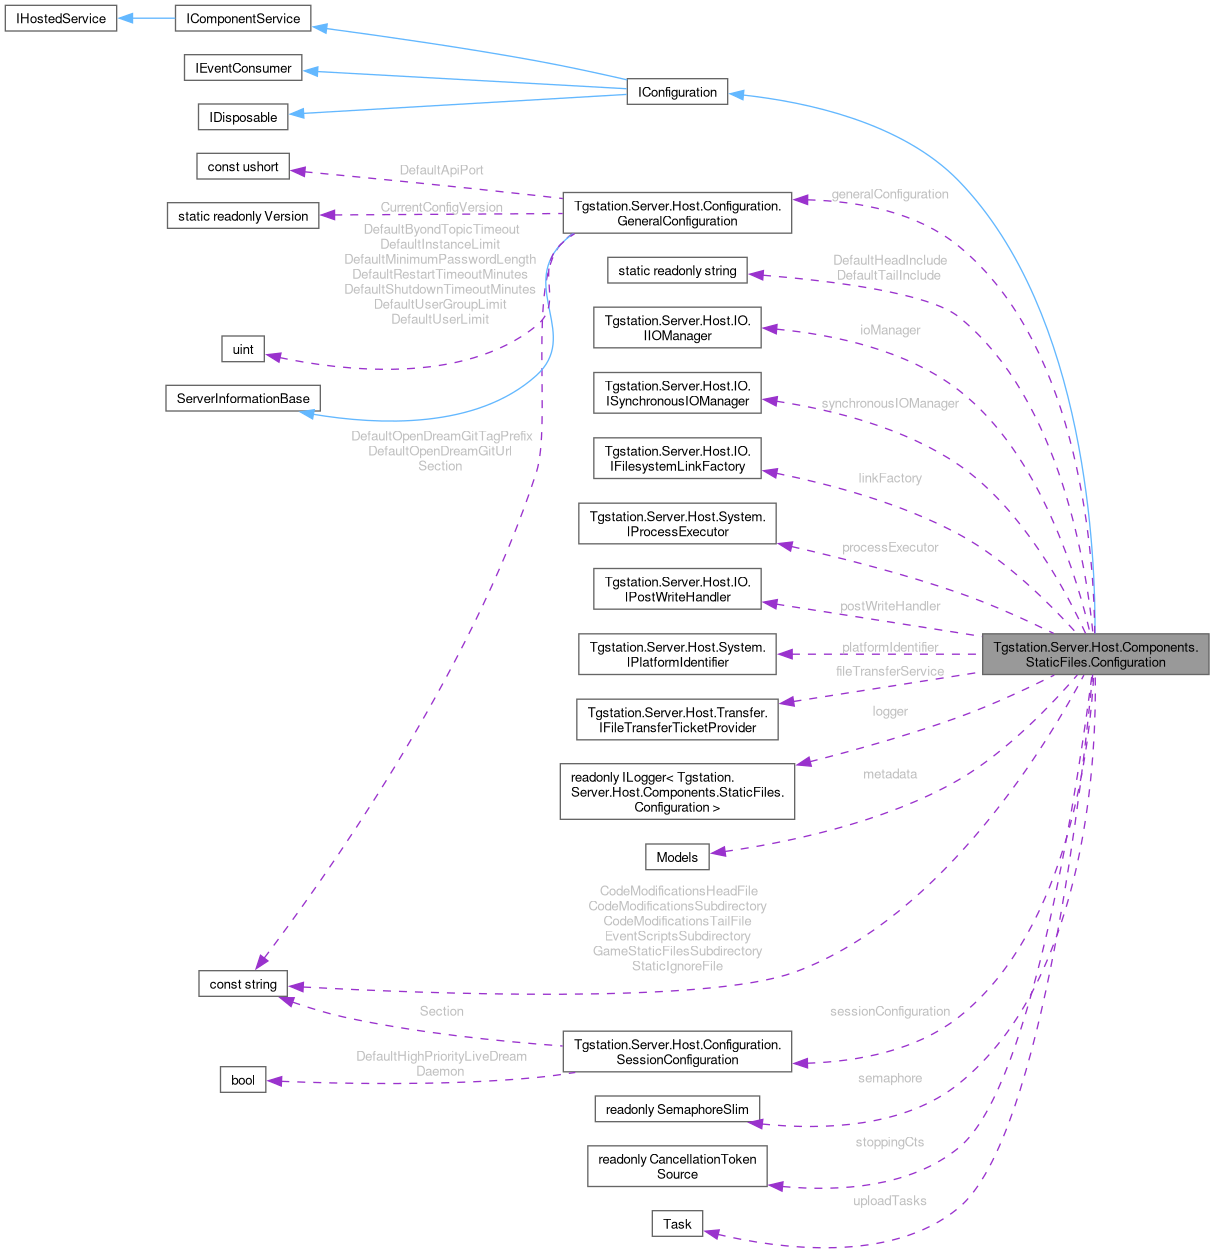 IHostedService
IComponentService
IEventConsumer
IConfiguration
IDisposable
const ushort
DefaultApiPort
generalConfiguration
static readonly Version
CurrentConfigVersion
Tgstation.Server.Host.Configuration.
GeneralConfiguration
DefaultByondTopicTimeout
DefaultInstanceLimit
DefaultMinimumPasswordLength
DefaultRestartTimeoutMinutes
DefaultShutdownTimeoutMinutes
DefaultUserGroupLimit
DefaultUserLimit
static readonly string
DefaultHeadInclude
DefaultTailInclude
Tgstation.Server.Host.IO.
IIOManager
ioManager
uint
ServerInformationBase
Tgstation.Server.Host.IO.
ISynchronousIOManager
synchronousIOManager
DefaultOpenDreamGitTagPrefix
DefaultOpenDreamGitUrl
Section
Tgstation.Server.Host.IO.
IFilesystemLinkFactory
linkFactory
Tgstation.Server.Host.System.
IProcessExecutor
processExecutor
Tgstation.Server.Host.IO.
IPostWriteHandler
postWriteHandler
Tgstation.Server.Host.System.
IPlatformIdentifier
platformIdentifier
Tgstation.Server.Host.Components.
StaticFiles.Configuration
fileTransferService
Tgstation.Server.Host.Transfer.
IFileTransferTicketProvider
logger
readonly ILogger< Tgstation.
Server.Host.Components.StaticFiles.
Configuration >
metadata
Models
CodeModificationsHeadFile
CodeModificationsSubdirectory
CodeModificationsTailFile
EventScriptsSubdirectory
GameStaticFilesSubdirectory
StaticIgnoreFile
const string
Section
sessionConfiguration
Tgstation.Server.Host.Configuration.
SessionConfiguration
DefaultHighPriorityLiveDream
Daemon
bool
semaphore
readonly SemaphoreSlim
stoppingCts
readonly CancellationToken
Source
uploadTasks
Task